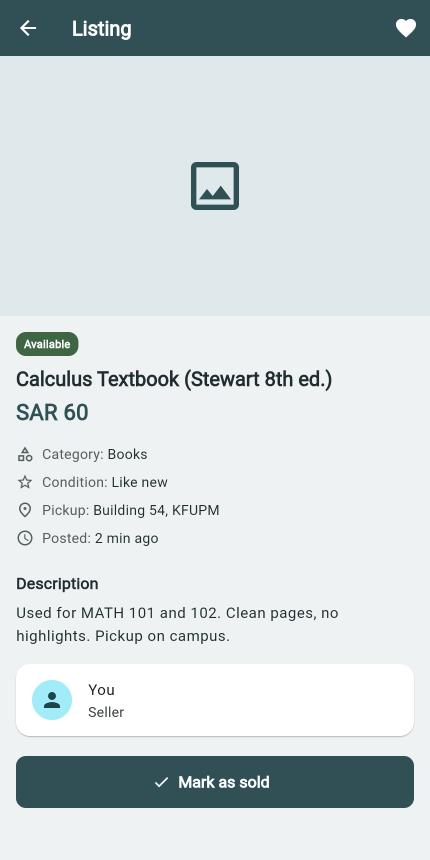 Listing
Available
Calculus Textbook (Stewart 8th ed.)
SAR 60
Category: Books
Condition: Like new
Pickup: Building 54, KFUPM
Posted: 2 min ago
Description
Used for MATH 101 and 102. Clean pages, no
highlights. Pickup on campus.
You
Seller
Mark as sold